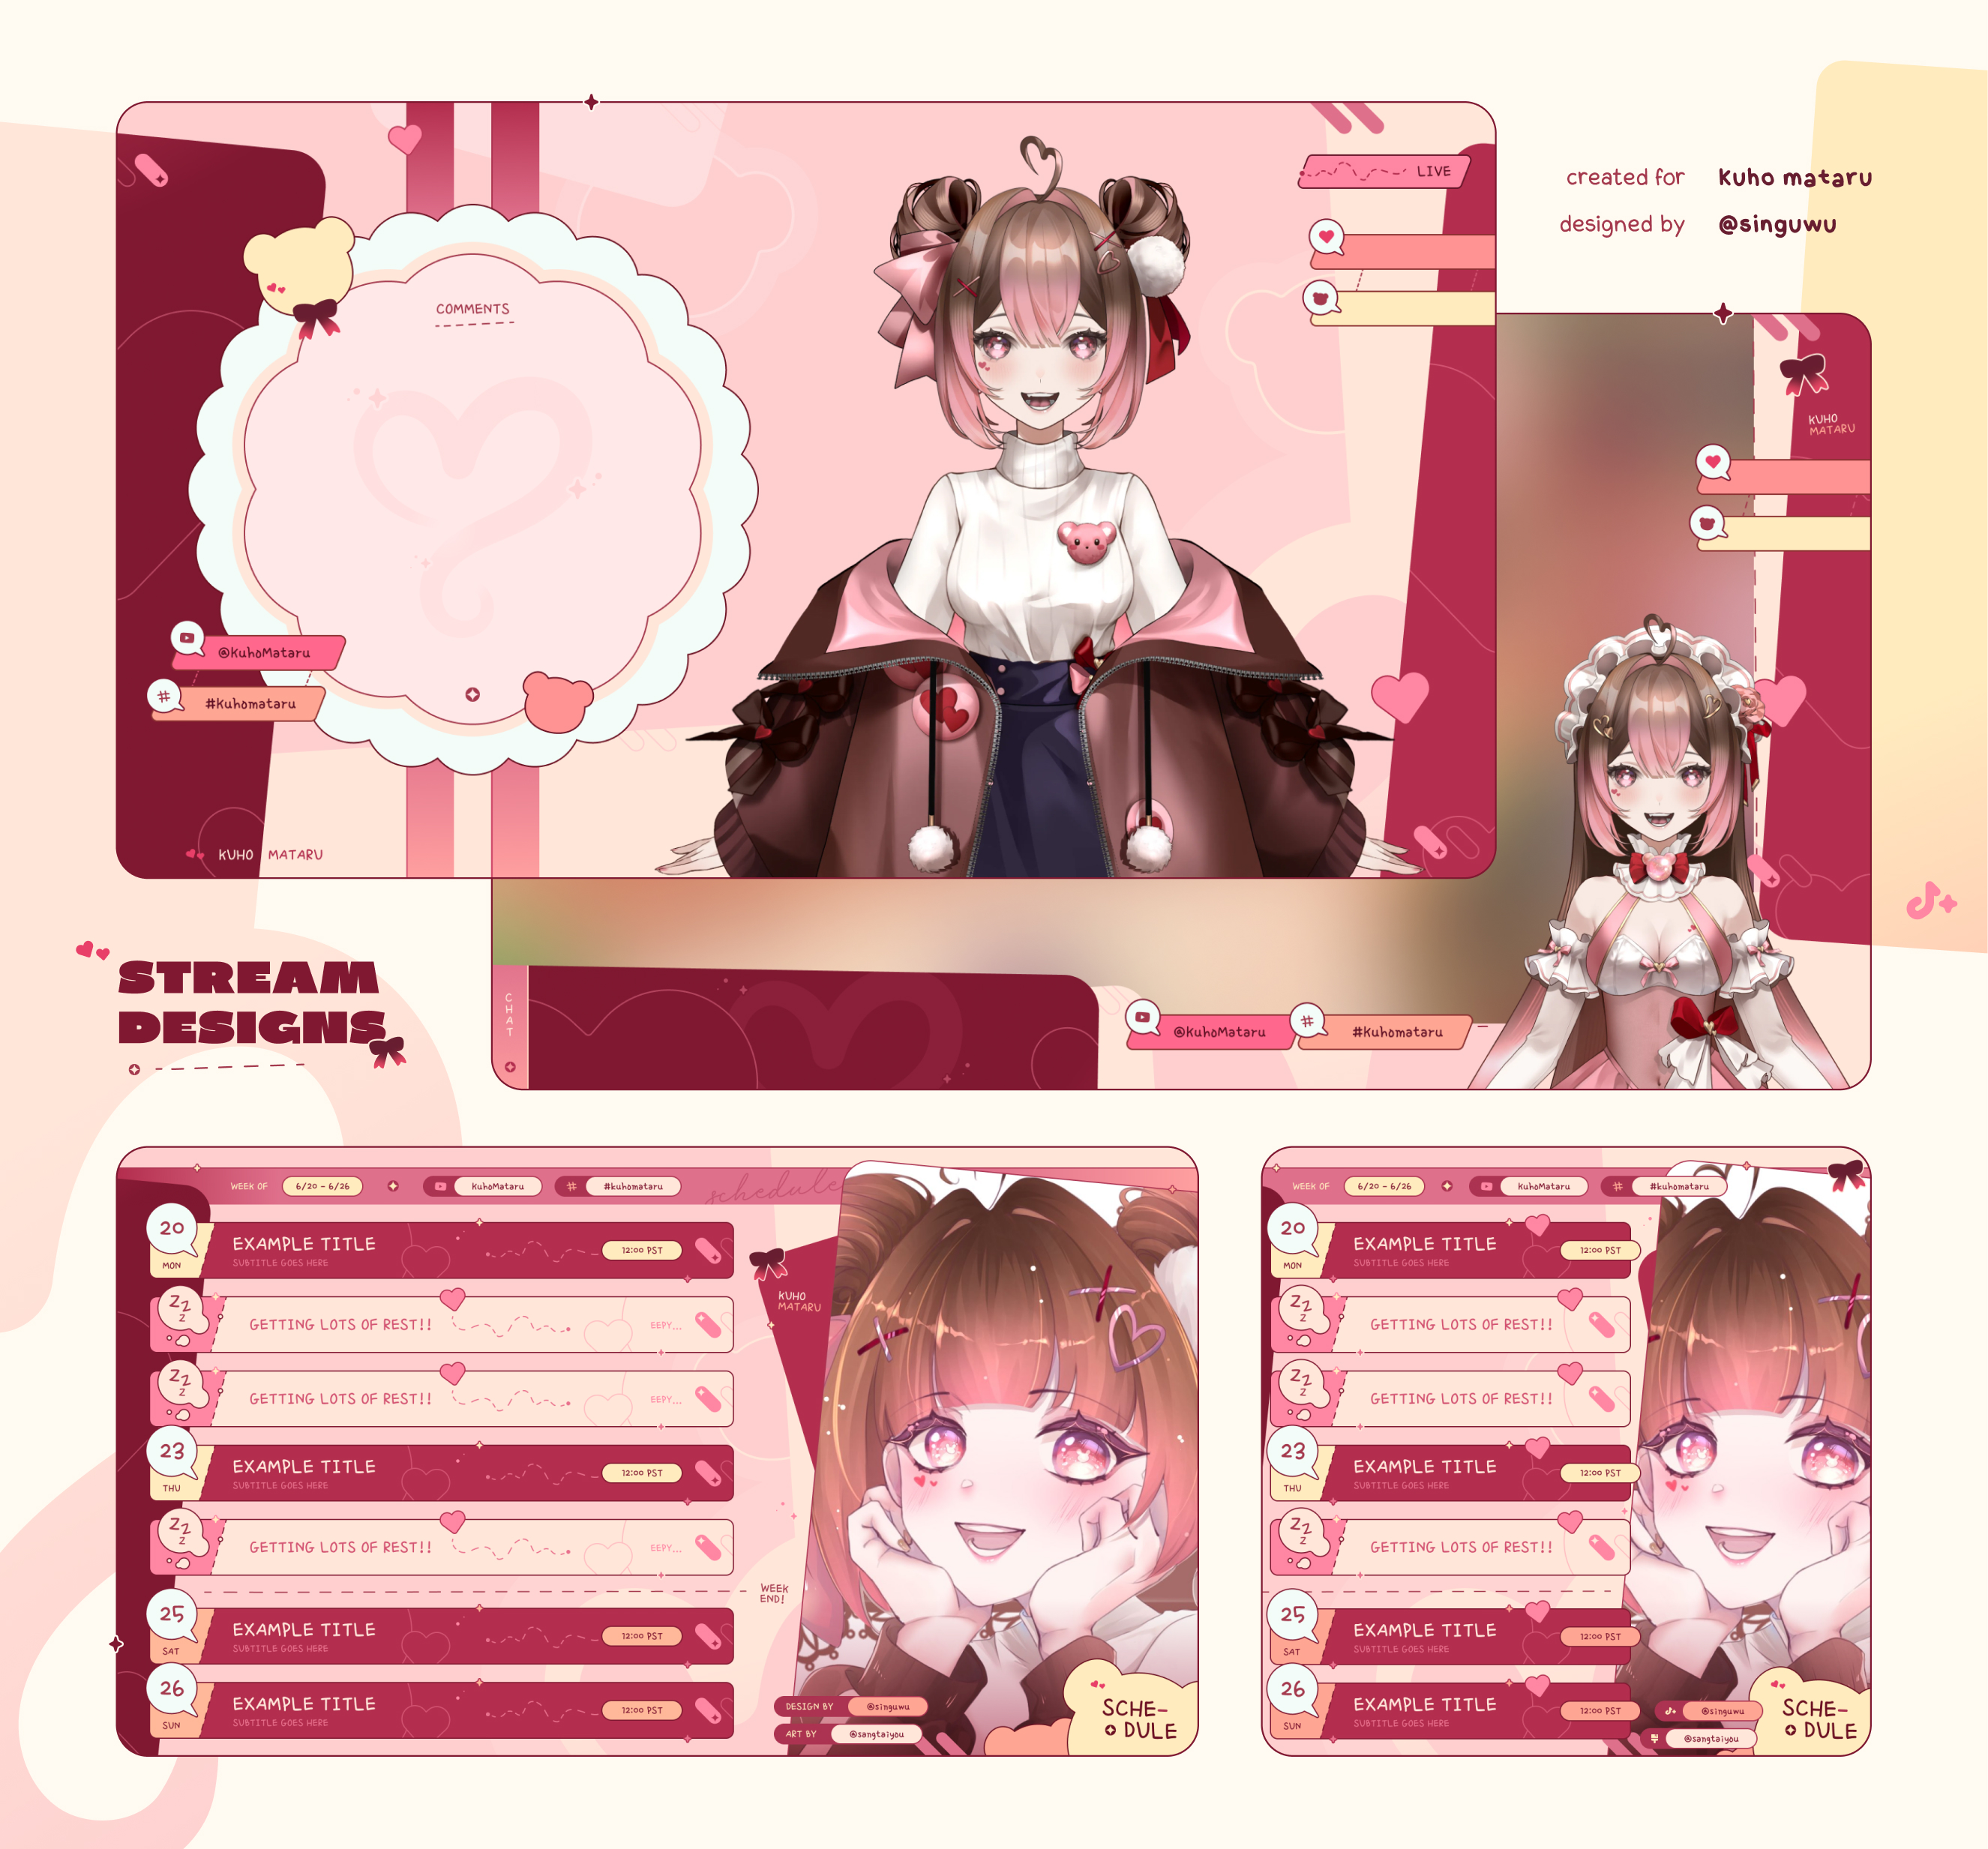 created for Kuho mataru
designed by @singuwu
LIVE
COMMENTS
@kuhoMataru
#Kuhomataru
KUHO MATARU
KUHO
MATARU
CHAT
@kuhoMataru
#Kuhomataru
STREAM
DESIGNS
WEEK OF 6/20 - 6/26 KuhoMataru #kuhomataru schedule
20 MON
EXAMPLE TITLE
SUBTITLE GOES HERE
12:00 PST
ZZZ
GETTING LOTS OF REST!! EEPY...
ZZZ
GETTING LOTS OF REST!! EEPY...
23 THU
EXAMPLE TITLE
SUBTITLE GOES HERE
12:00 PST
ZZZ
GETTING LOTS OF REST!! EEPY...
WEEK
END!
25 SAT
EXAMPLE TITLE
SUBTITLE GOES HERE
12:00 PST
26 SUN
EXAMPLE TITLE
SUBTITLE GOES HERE
12:00 PST
KUHO
MATARU
DESIGN BY @singuwu
ART BY @sangtaiyou
SCHE-
DULE
WEEK OF 6/20 - 6/26 KuhoMataru #kuhomataru
20 MON
EXAMPLE TITLE
SUBTITLE GOES HERE
12:00 PST
ZZZ
GETTING LOTS OF REST!!
ZZZ
GETTING LOTS OF REST!!
23 THU
EXAMPLE TITLE
SUBTITLE GOES HERE
12:00 PST
ZZZ
GETTING LOTS OF REST!!
25 SAT
EXAMPLE TITLE
SUBTITLE GOES HERE
12:00 PST
26 SUN
EXAMPLE TITLE
SUBTITLE GOES HERE
12:00 PST
@singuwu
@sangtaiyou
SCHE-
DULE